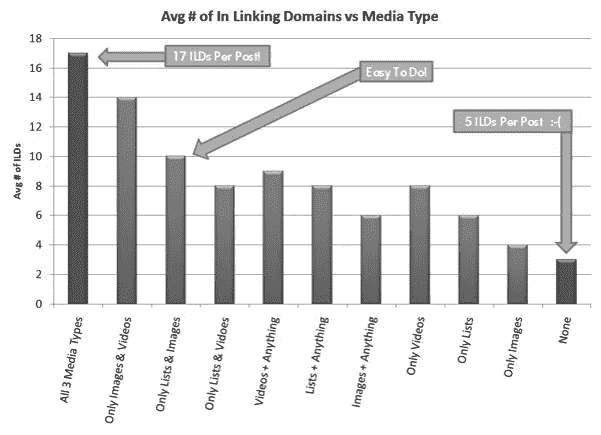 Avg # of In Linking Domains vs Media Type
18
16
14
12
10
8
6
4
2
0
Avg # of ILDs
17 ILDs Per Post!
Easy To Do!
5 ILDs Per Post :-(
All 3 Media Types
Only Images & Videos
Only Lists & Images
Only Lists & Vidoes
Videos + Anything
Lists + Anything
Images + Anything
Only Videos
Only Lists
Only Images
None